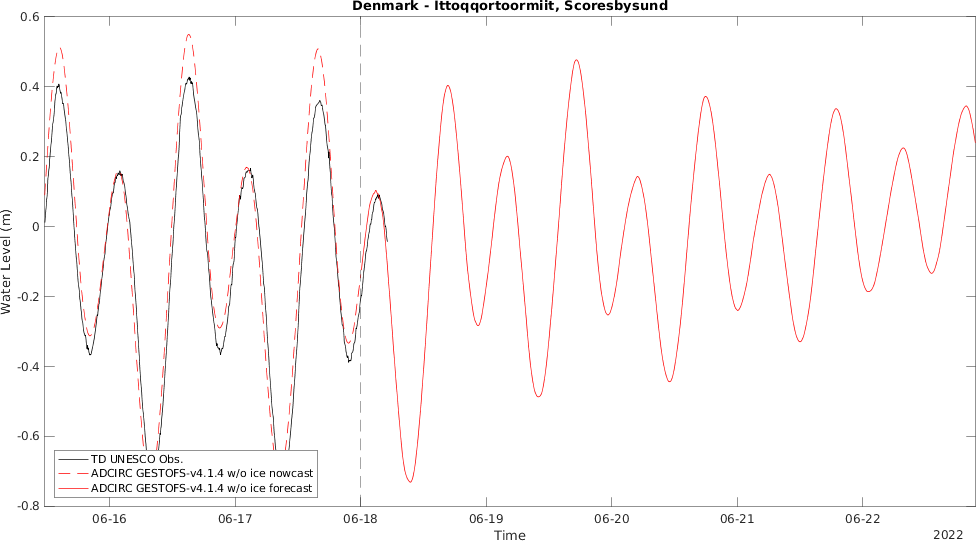 Denmark - Ittoqqortoormiit, Scoresbysund
0.6
0.4
0.2
0
-0.2
-0.4
-0.6
-0.8
Water Level (m)
TD UNESCO Obs.
ADCIRC GESTOFS-v4.1.4 w/o ice nowcast
ADCIRC GESTOFS-v4.1.4 w/o ice forecast
06-16 06-17 06-18 06-19 06-20 06-21 06-22
Time
2022